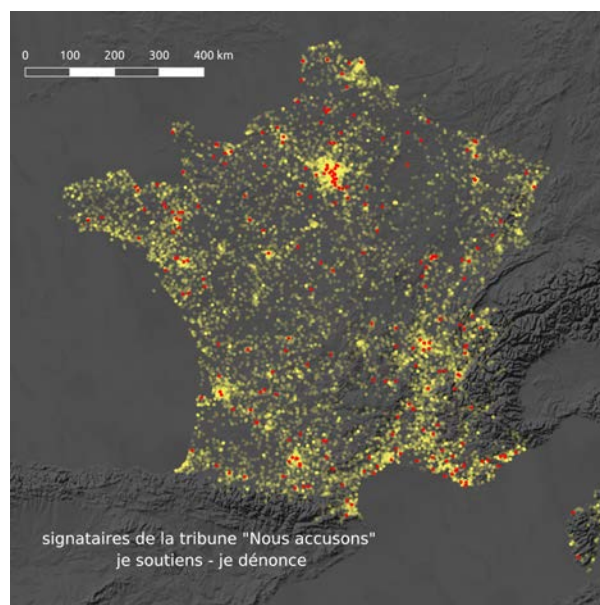 0 100 200 300 400 km
signataires de la tribune "Nous accusons"
je soutiens - je dénonce